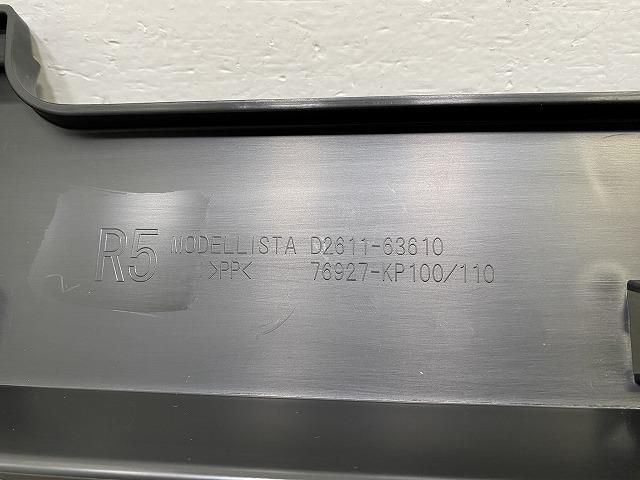 R5 MODELLISTA D2611-63610
>PP< 76927-KP100/110